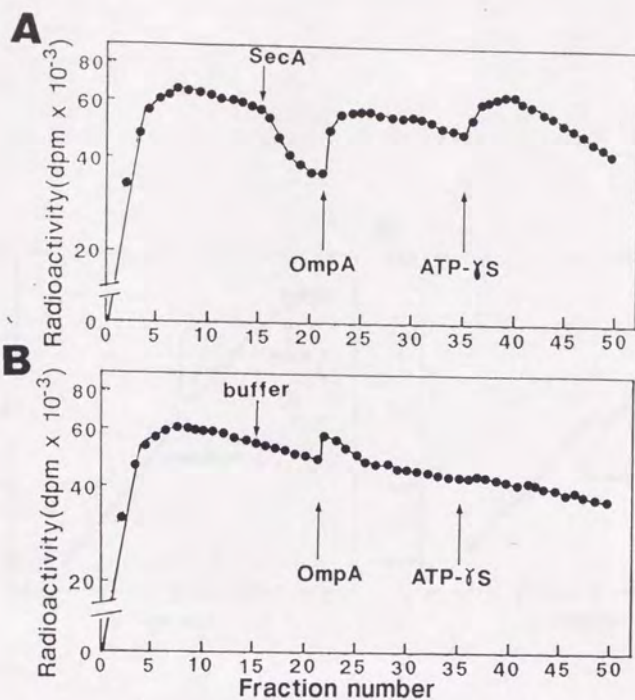 A
Radioactivity(dpm x 10⁻³)
80
60
40
20
0
SecA
OmpA
ATP-γS
0 5 10 15 20 25 30 35 40 45 50
B
Radioactivity(dpm x 10⁻³)
80
60
40
20
0
buffer
OmpA
ATP-γS
0 5 10 15 20 25 30 35 40 45 50
Fraction number